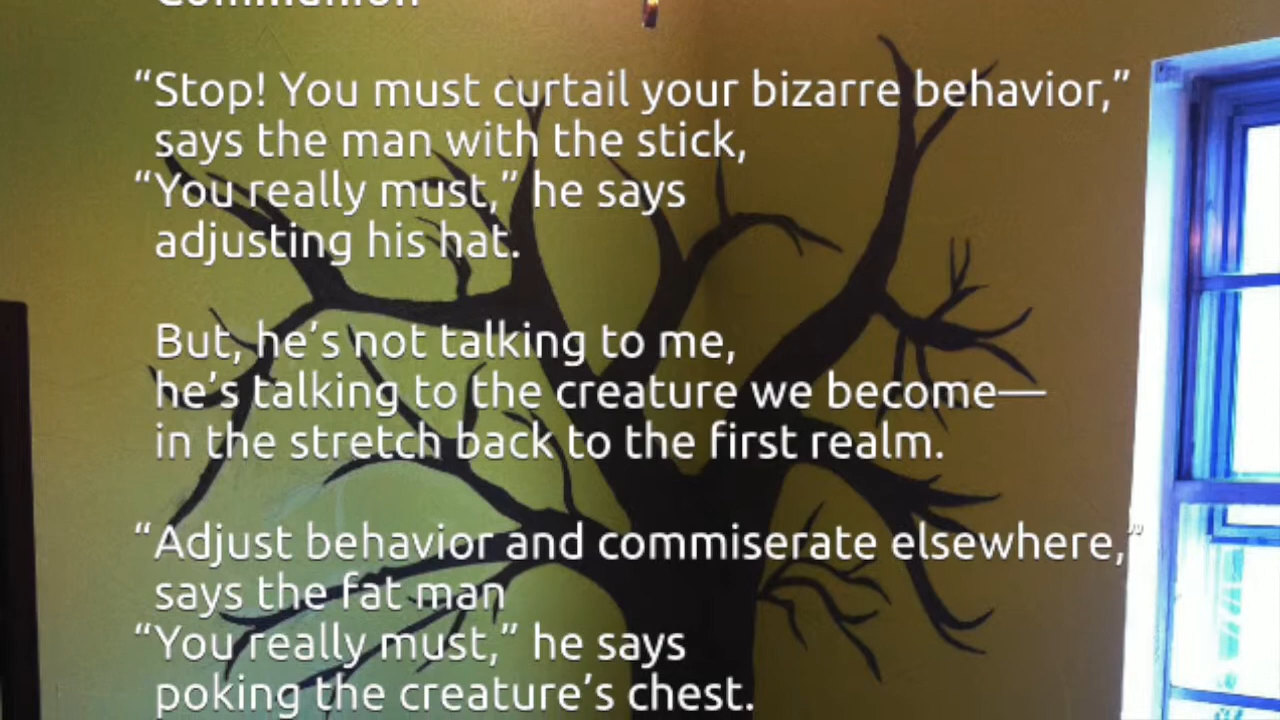 Communion
“Stop! You must curtail your bizarre behavior,”
says the man with the stick,
“You really must,” he says
adjusting his hat.
But, he’s not talking to me,
he’s talking to the creature we become—
in the stretch back to the first realm.
“Adjust behavior and commiserate elsewhere,”
says the fat man
“You really must,” he says
poking the creature’s chest.